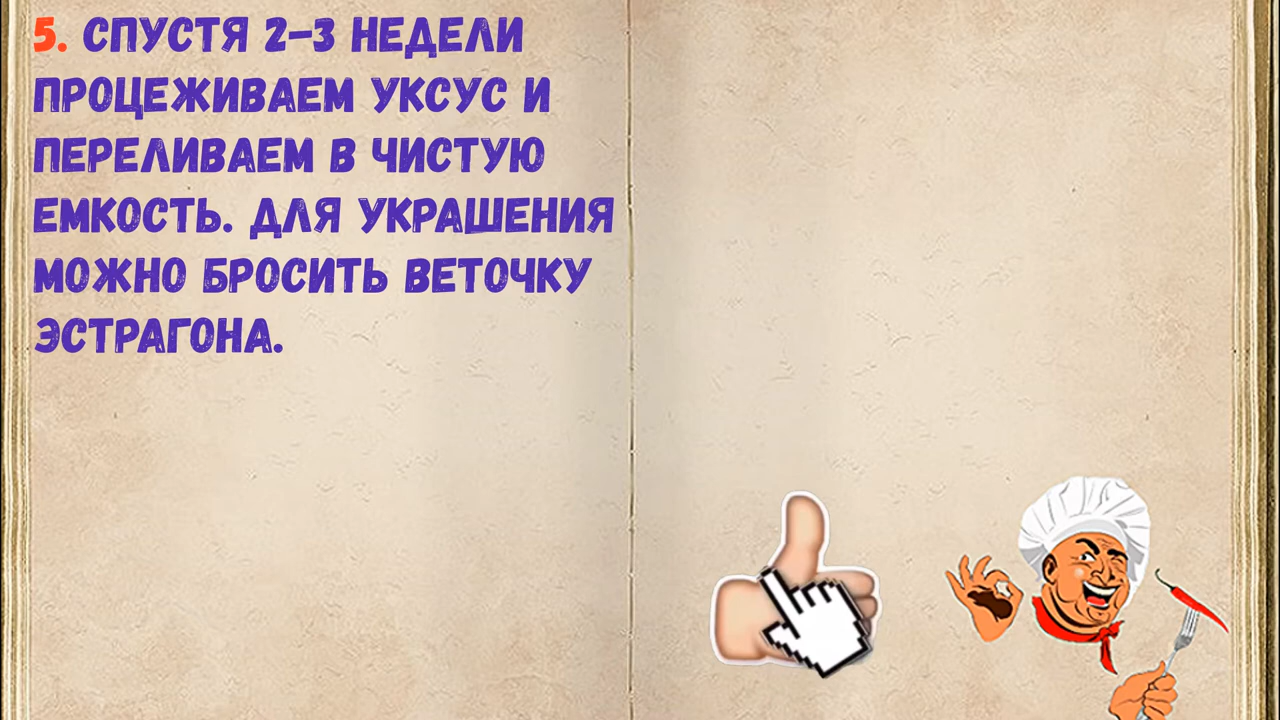 5. СПУСТЯ 2-3 НЕДЕЛИ
ПРОЦЕЖИВАЕМ УКСУС И
ПЕРЕЛИВАЕМ В ЧИСТУЮ
ЕМКОСТЬ. ДЛЯ УКРАШЕНИЯ
МОЖНО БРОСИТЬ ВЕТОЧКУ
ЭСТРАГОНА.